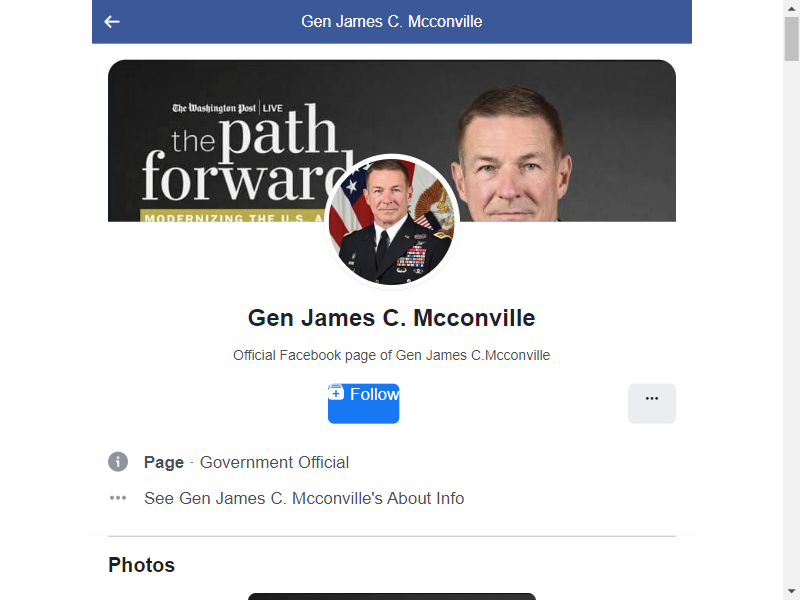 Gen James C. Mcconville
The Washington Post LIVE
the path
forward
MODERNIZING THE U.S. A
Gen James C. Mcconville
Official Facebook page of Gen James C.Mcconville
Follow
...
Page · Government Official
See Gen James C. Mcconville's About Info
Photos